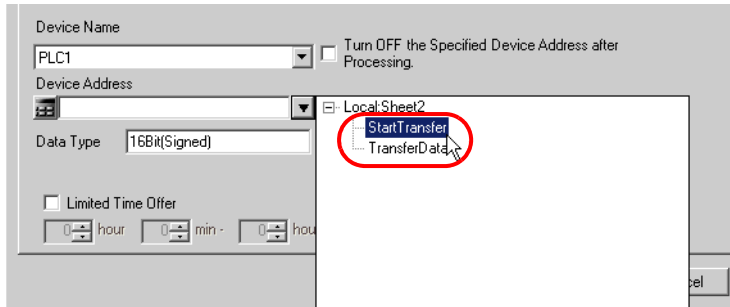 Device Name
PLC1
Turn OFF the Specified Device Address after
Processing.
Device Address
Local:Sheet2
StartTransfer
TransferData
Data Type
16Bit(Signed)
Limited Time Offer
0 hour 0 min - 0 hou
cel